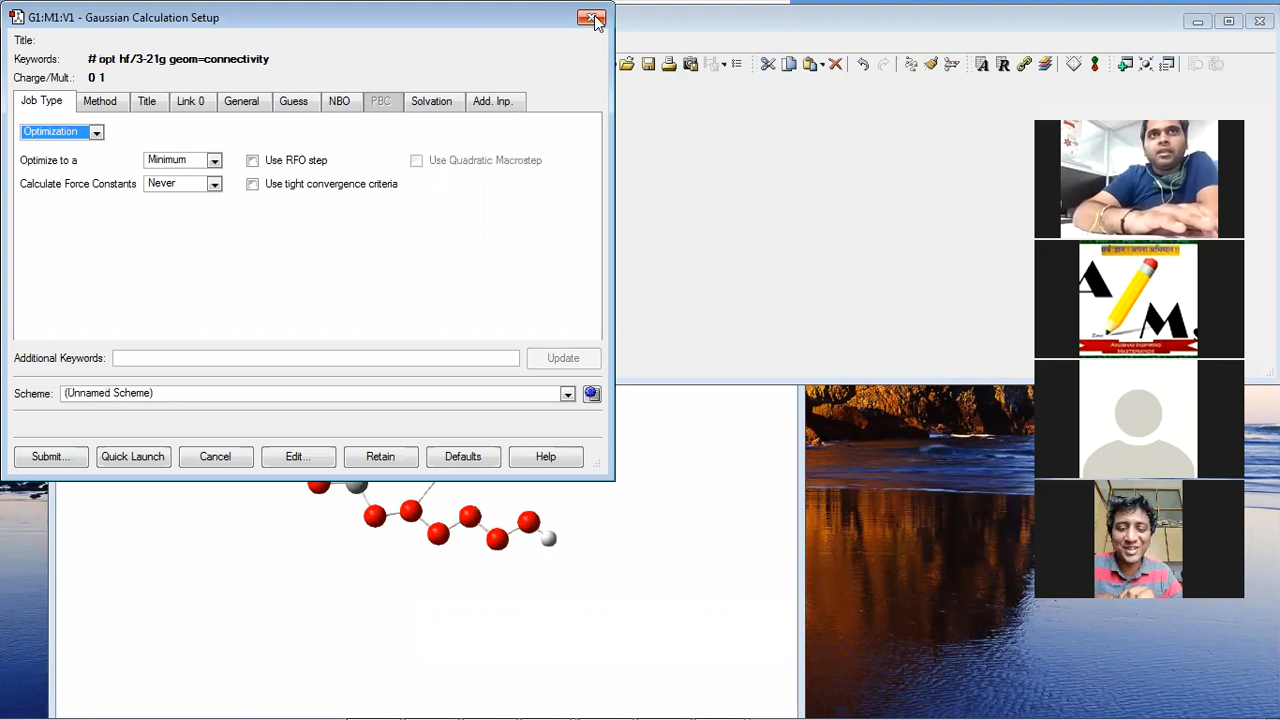 G1:M1:V1 - Gaussian Calculation Setup
Title:
Keywords: # opt hf/3-21g geom=connectivity
Charge/Mult.: 0 1
Job Type Method Title Link 0 General Guess NBO PBC Solvation Add. Inp.
Optimization
Optimize to a Minimum Use RFO step Use Quadratic Macrostep
Calculate Force Constants Never Use tight convergence criteria
Additional Keywords: Update
Scheme: (Unnamed Scheme)
Submit... Quick Launch Cancel Edit... Retain Defaults Help
A
M